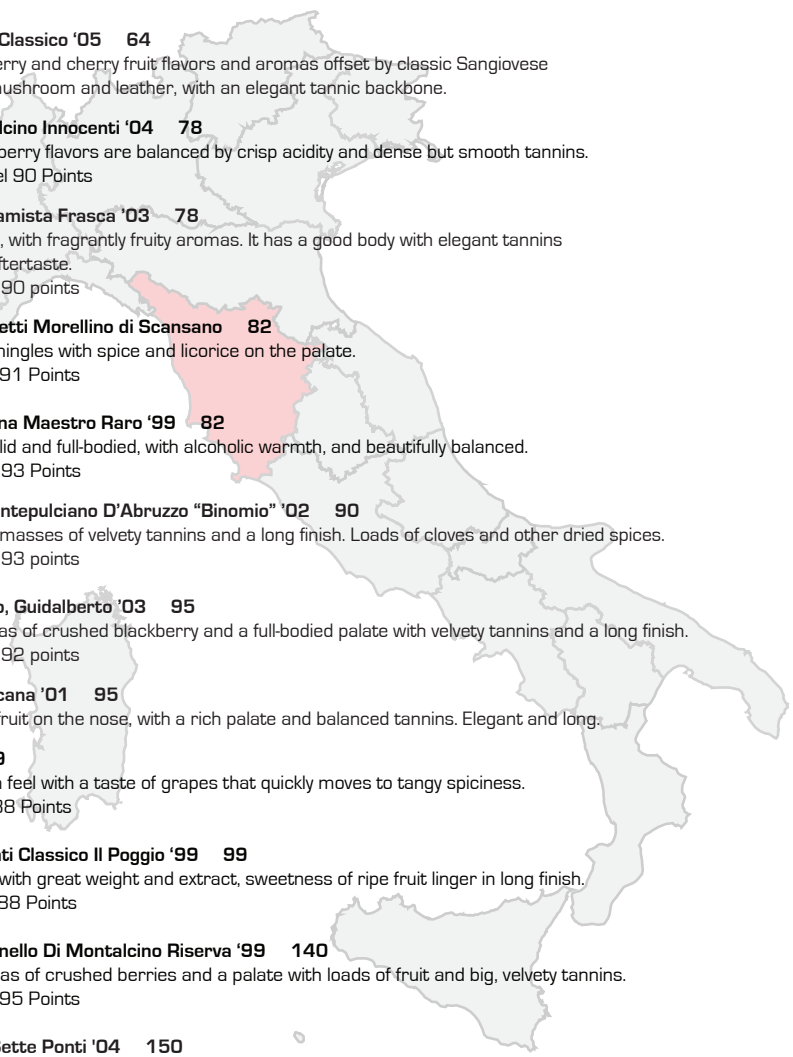 Classico ‘05 64
erry and cherry fruit flavors and aromas offset by classic Sangiovese
mushroom and leather, with an elegant tannic backbone.
lcino Innocenti ‘04 78
berry flavors are balanced by crisp acidity and dense but smooth tannins.
el 90 Points
amista Frasca ’03 78
, with fragrantly fruity aromas. It has a good body with elegant tannins
ftertaste.
90 points
etti Morellino di Scansano 82
mingles with spice and licorice on the palate.
91 Points
na Maestro Raro ‘99 82
lid and full-bodied, with alcoholic warmth, and beautifully balanced.
93 Points
ntepulciano D’Abruzzo “Binomio” ’02 90
masses of velvety tannins and a long finish. Loads of cloves and other dried spices.
93 points
o, Guidalberto ’03 95
as of crushed blackberry and a full-bodied palate with velvety tannins and a long finish.
92 points
cana ’01 95
fruit on the nose, with a rich palate and balanced tannins. Elegant and long.
9
feel with a taste of grapes that quickly moves to tangy spiciness.
88 Points
ti Classico Il Poggio ‘99 99
with great weight and extract, sweetness of ripe fruit linger in long finish.
88 Points
nello Di Montalcino Riserva ‘99 140
as of crushed berries and a palate with loads of fruit and big, velvety tannins.
95 Points
Sette Ponti '04 150